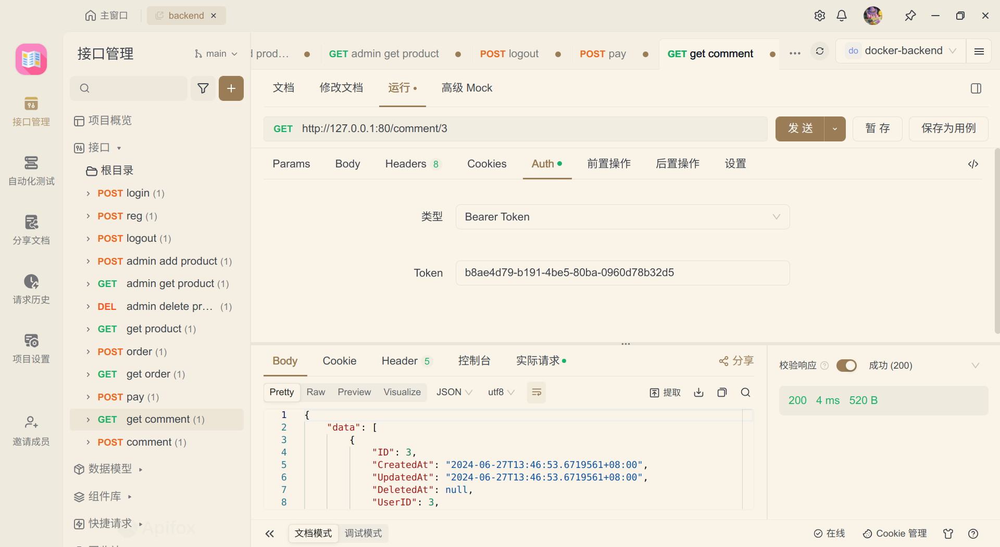 主窗口
backend
接口管理
main
d prod...
GET admin get product
POST logout
POST pay
GET get comment
do docker-backend
接口管理
自动化测试
分享文档
请求历史
项目设置
邀请成员
项目概览
接口
根目录
POST login (1)
POST reg (1)
POST logout (1)
POST admin add product (1)
GET admin get product (1)
DEL admin delete pr... (1)
GET get product (1)
POST order (1)
GET get order (1)
POST pay (1)
GET get comment (1)
POST comment (1)
数据模型
组件库
快捷请求
Apifox
文档 修改文档 运行 高级 Mock
GET http://127.0.0.1:80/comment/3
发 送 暂 存 保存为用例
Params Body Headers 8 Cookies Auth 前置操作 后置操作 设置
类型 Bearer Token
Token b8ae4d79-b191-4be5-80ba-0960d78b32d5
Body Cookie Header 5 控制台 实际请求 分享
Pretty Raw Preview Visualize JSON utf8 提取
1 {
2 "data": [
3 {
4 "ID": 3,
5 "CreatedAt": "2024-06-27T13:46:53.6719561+08:00",
6 "UpdatedAt": "2024-06-27T13:46:53.6719561+08:00",
7 "DeletedAt": null,
8 "UserID": 3,
校验响应 成功 (200)
200 4 ms 520 B
文档模式 调试模式
在线 Cookie 管理